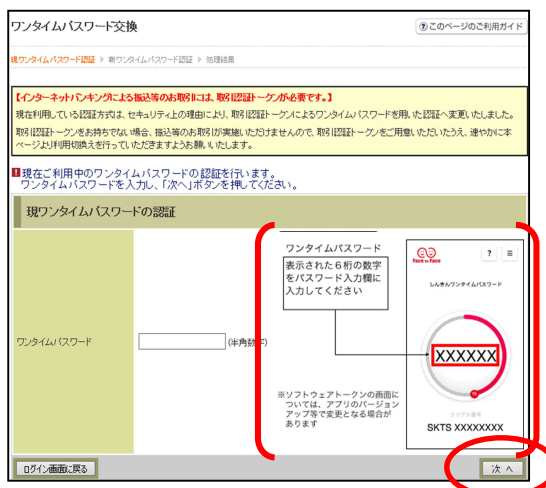 ワンタイムパスワード交換
？このページのご利用ガイド
現ワンタイムパスワード認証 ▶ 新ワンタイムパスワード認証 ▶ 処理結果
【インターネットバンキングによる振込等のお取引には、取引認証トークンが必要です。】
現在利用している認証方式は、セキュリティ上の理由により、取引認証トークンによるワンタイムパスワードを用いた認証へ変更いたしました。
取引認証トークンをお持ちでない場合、振込等のお取引が実施いただけませんので、取引認証トークンをご用意いただいたうえ、速やかに本
ページより利用切換えを行っていただきますようお願いいたします。
現在ご利用中のワンタイムパスワードの認証を行います。
ワンタイムパスワードを入力し、「次へ」ボタンを押してください。
現ワンタイムパスワードの認証
ワンタイムパスワード
(半角数字)
ワンタイムパスワード
表示された６桁の数字
をパスワード入力欄に
入力してください
※ソフトウェアトークンの画面に
ついては、アプリのバージョン
アップ等で変更となる場合が
あります
Face to Face
?
しんきんワンタイムパスワード
XXXXXX
シリアル番号
SKTS XXXXXXXX
ログイン画面に戻る
次 へ